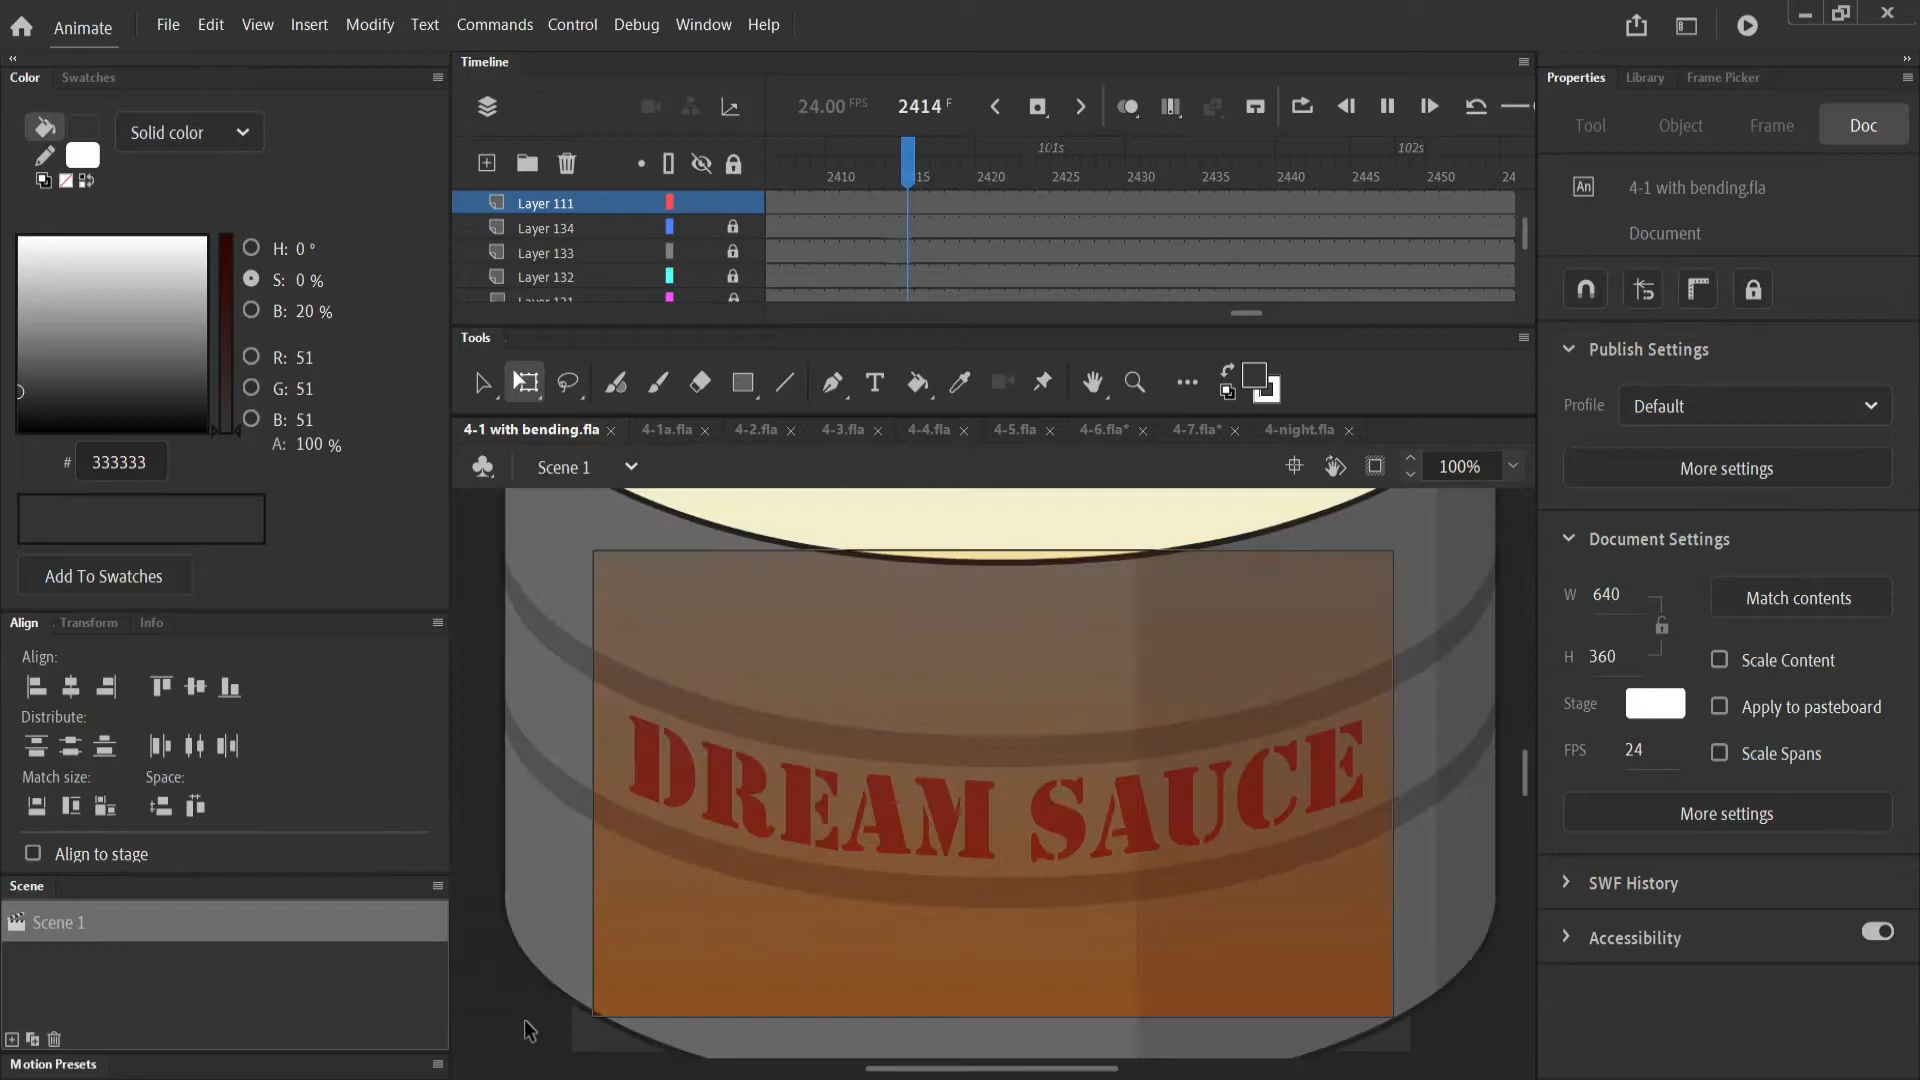 Animate File Edit View Insert Modify Text Commands Control Debug Window Help
Color Swatches
Solid color
H: 0 °
S: 0 %
B: 20 %
R: 51
G: 51
B: 51
A: 100 %
# 333333
Add To Swatches
Align Transform Info
Align:
Distribute:
Match size: Space:
Align to stage
Scene
Scene 1
Motion Presets
Timeline
24.00 FPS 2414 F
101s 102s
2410 2420 2425 2430 2435 2440 2445 2450 24
Layer 111
Layer 134
Layer 133
Layer 132
Layer 131
Tools
4-1 with bending.fla 4-1a.fla 4-2.fla 4-3.fla 4-4.fla 4-5.fla 4-6.fla* 4-7.fla* 4-night.fla
Scene 1 100%
DREAM SAUCE
Properties Library Frame Picker
Tool Object Frame Doc
An 4-1 with bending.fla
Document
Publish Settings
Profile Default
More settings
Document Settings
W 640 Match contents
H 360 Scale Content
Stage Apply to pasteboard
FPS 24 Scale Spans
More settings
SWF History
Accessibility